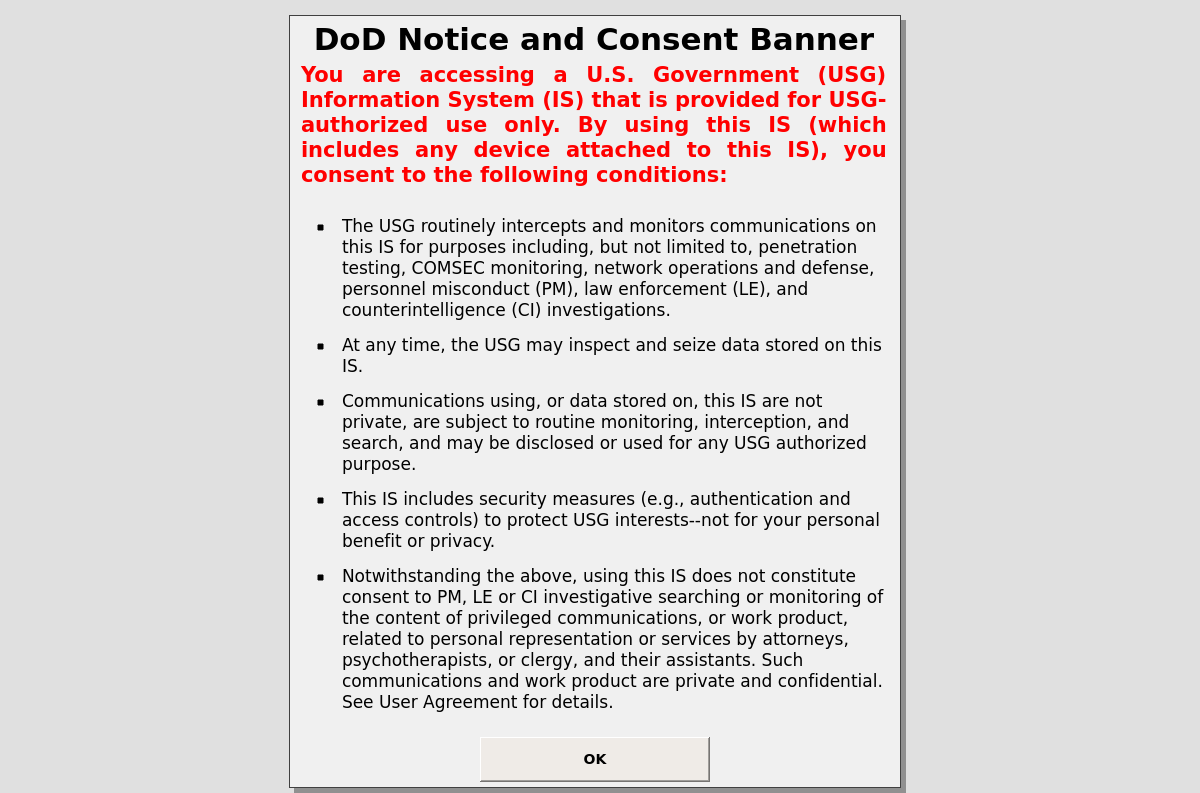 DoD Notice and Consent Banner
You are accessing a U.S. Government (USG)
Information System (IS) that is provided for USG-
authorized use only. By using this IS (which
includes any device attached to this IS), you
consent to the following conditions:
▪ The USG routinely intercepts and monitors communications on
this IS for purposes including, but not limited to, penetration
testing, COMSEC monitoring, network operations and defense,
personnel misconduct (PM), law enforcement (LE), and
counterintelligence (CI) investigations.
▪ At any time, the USG may inspect and seize data stored on this
IS.
▪ Communications using, or data stored on, this IS are not
private, are subject to routine monitoring, interception, and
search, and may be disclosed or used for any USG authorized
purpose.
▪ This IS includes security measures (e.g., authentication and
access controls) to protect USG interests--not for your personal
benefit or privacy.
▪ Notwithstanding the above, using this IS does not constitute
consent to PM, LE or CI investigative searching or monitoring of
the content of privileged communications, or work product,
related to personal representation or services by attorneys,
psychotherapists, or clergy, and their assistants. Such
communications and work product are private and confidential.
See User Agreement for details.
OK